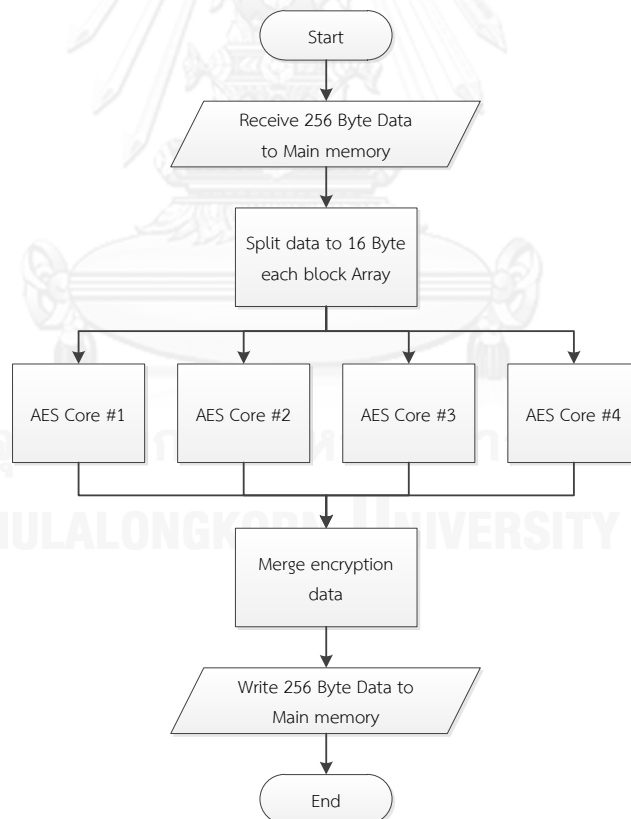 Start
Receive 256 Byte Data
to Main memory
Split data to 16 Byte
each block Array
AES Core #1
AES Core #2
AES Core #3
AES Core #4
Merge encryption
data
Write 256 Byte Data to
Main memory
End